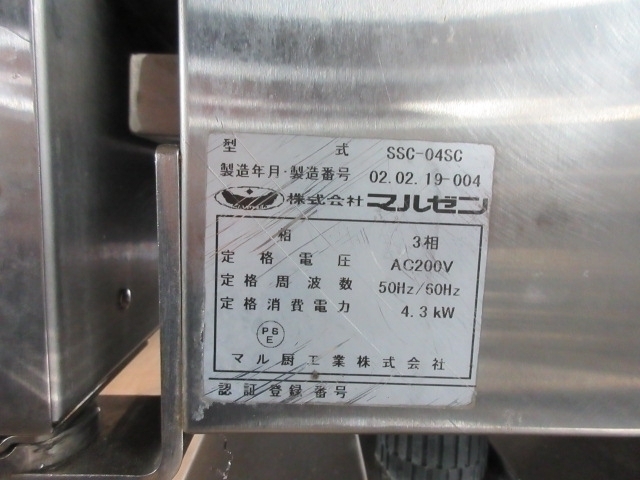 型 式 SSC-04SC
製造年月・製造番号 02.02.19-004
株式会社 マルゼン
相 3相
定格電圧 AC200V
定格周波数 50Hz/60Hz
定格消費電力 4.3 kW
PS
E
マル厨工業株式会社
認証登録番号